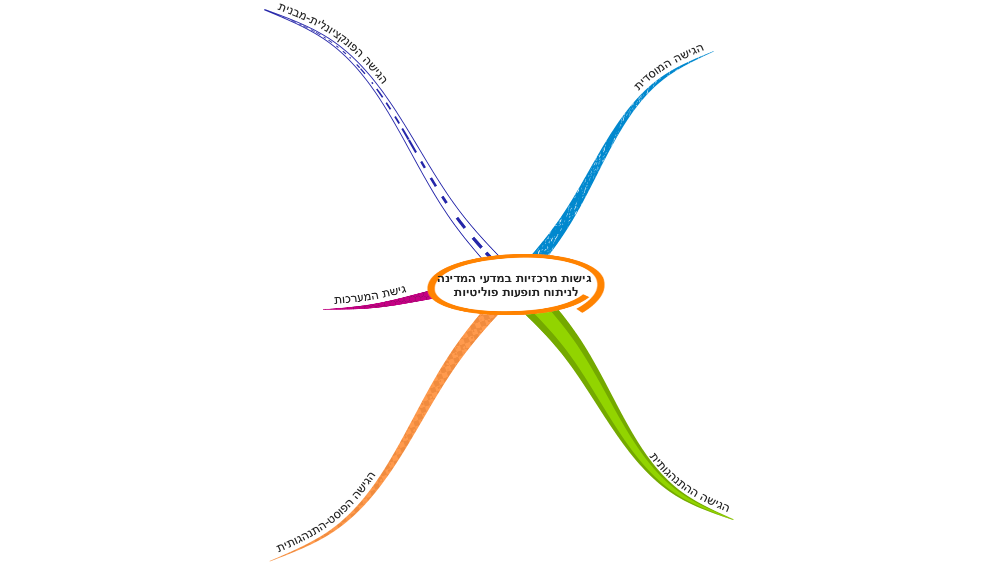 גישות מרכזיות במדעי המדינה
לניתוח תופעות פוליטיות
הגישה המוסדית
הגישה ההתנהגותית
הגישה הפוסט-התנהגותית
גישת המערכות
הגישה הפונקציונלית-מבנית